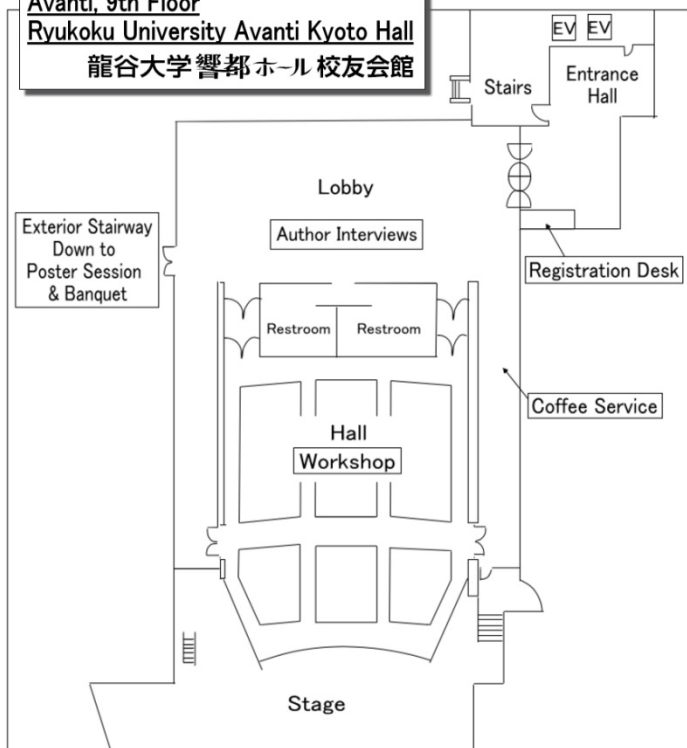 Avanti, 9th Floor
Ryukoku University Avanti Kyoto Hall
龍谷大学 響都ホール 校友会館
EV EV
Stairs
Entrance
Hall
Lobby
Author Interviews
Exterior Stairway
Down to
Poster Session
& Banquet
Registration Desk
Restroom Restroom
Coffee Service
Hall
Workshop
Stage